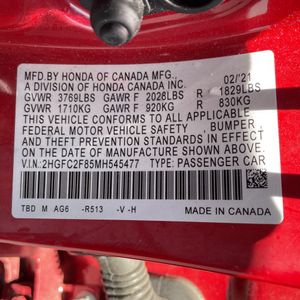 MFD.BY HONDA OF CANADA MFG., 02/21
A DIVISION OF HONDA CANADA INC.
GVWR 3769LBS GAWR F 2028LBS R 1829LBS
GVWR 1710KG GAWR F 920KG R 830KG
THIS VEHICLE CONFORMS TO ALL APPLICABLE
FEDERAL MOTOR VEHICLE SAFETY, BUMPER,
AND THEFT PREVENTION STANDARDS IN EFFECT
ON THE DATE OF MANUFACTURE SHOWN ABOVE.
V.I.N.:2HGFC2F85MH545477 TYPE: PASSENGER CAR
TBD M AG6 -R513 -V -H
MADE IN CANADA